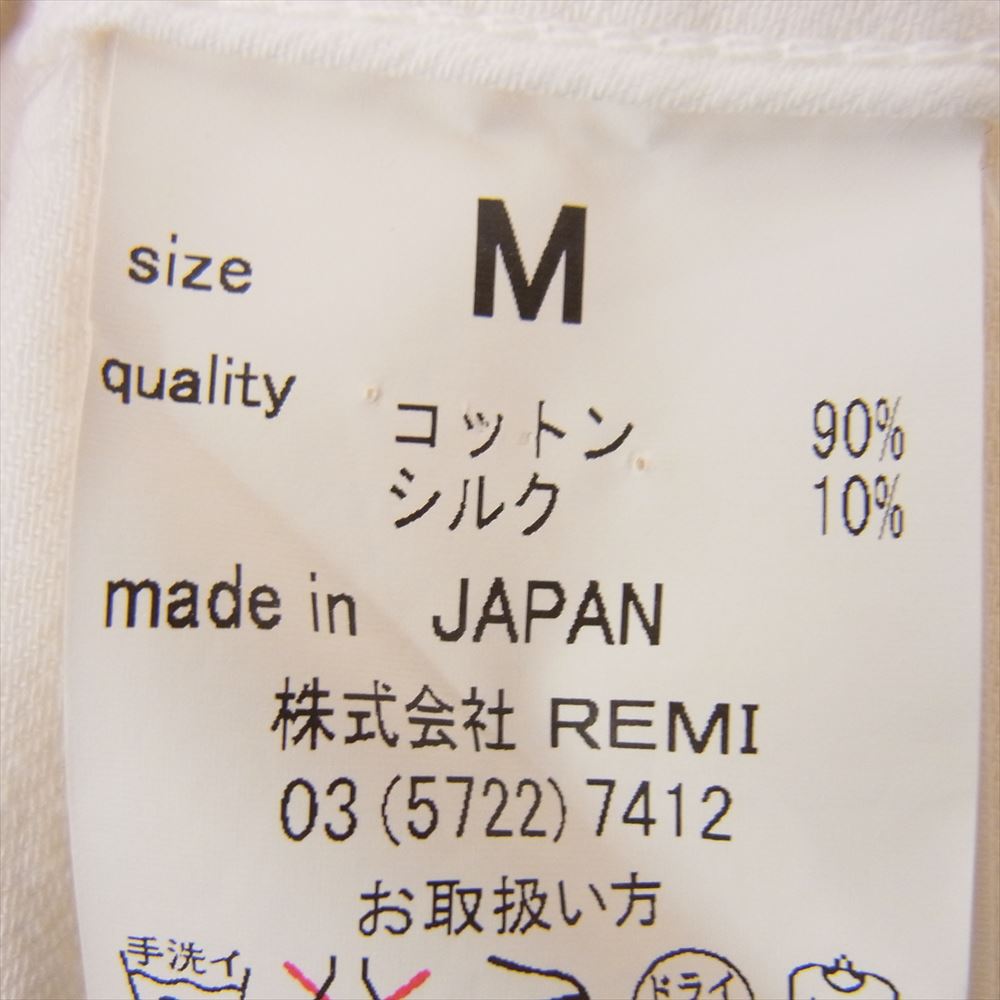 size M
quality
コットン 90%
シルク 10%
made in JAPAN
株式会社 REMI
03(5722)7412
お取扱い方
手洗イ ドライ